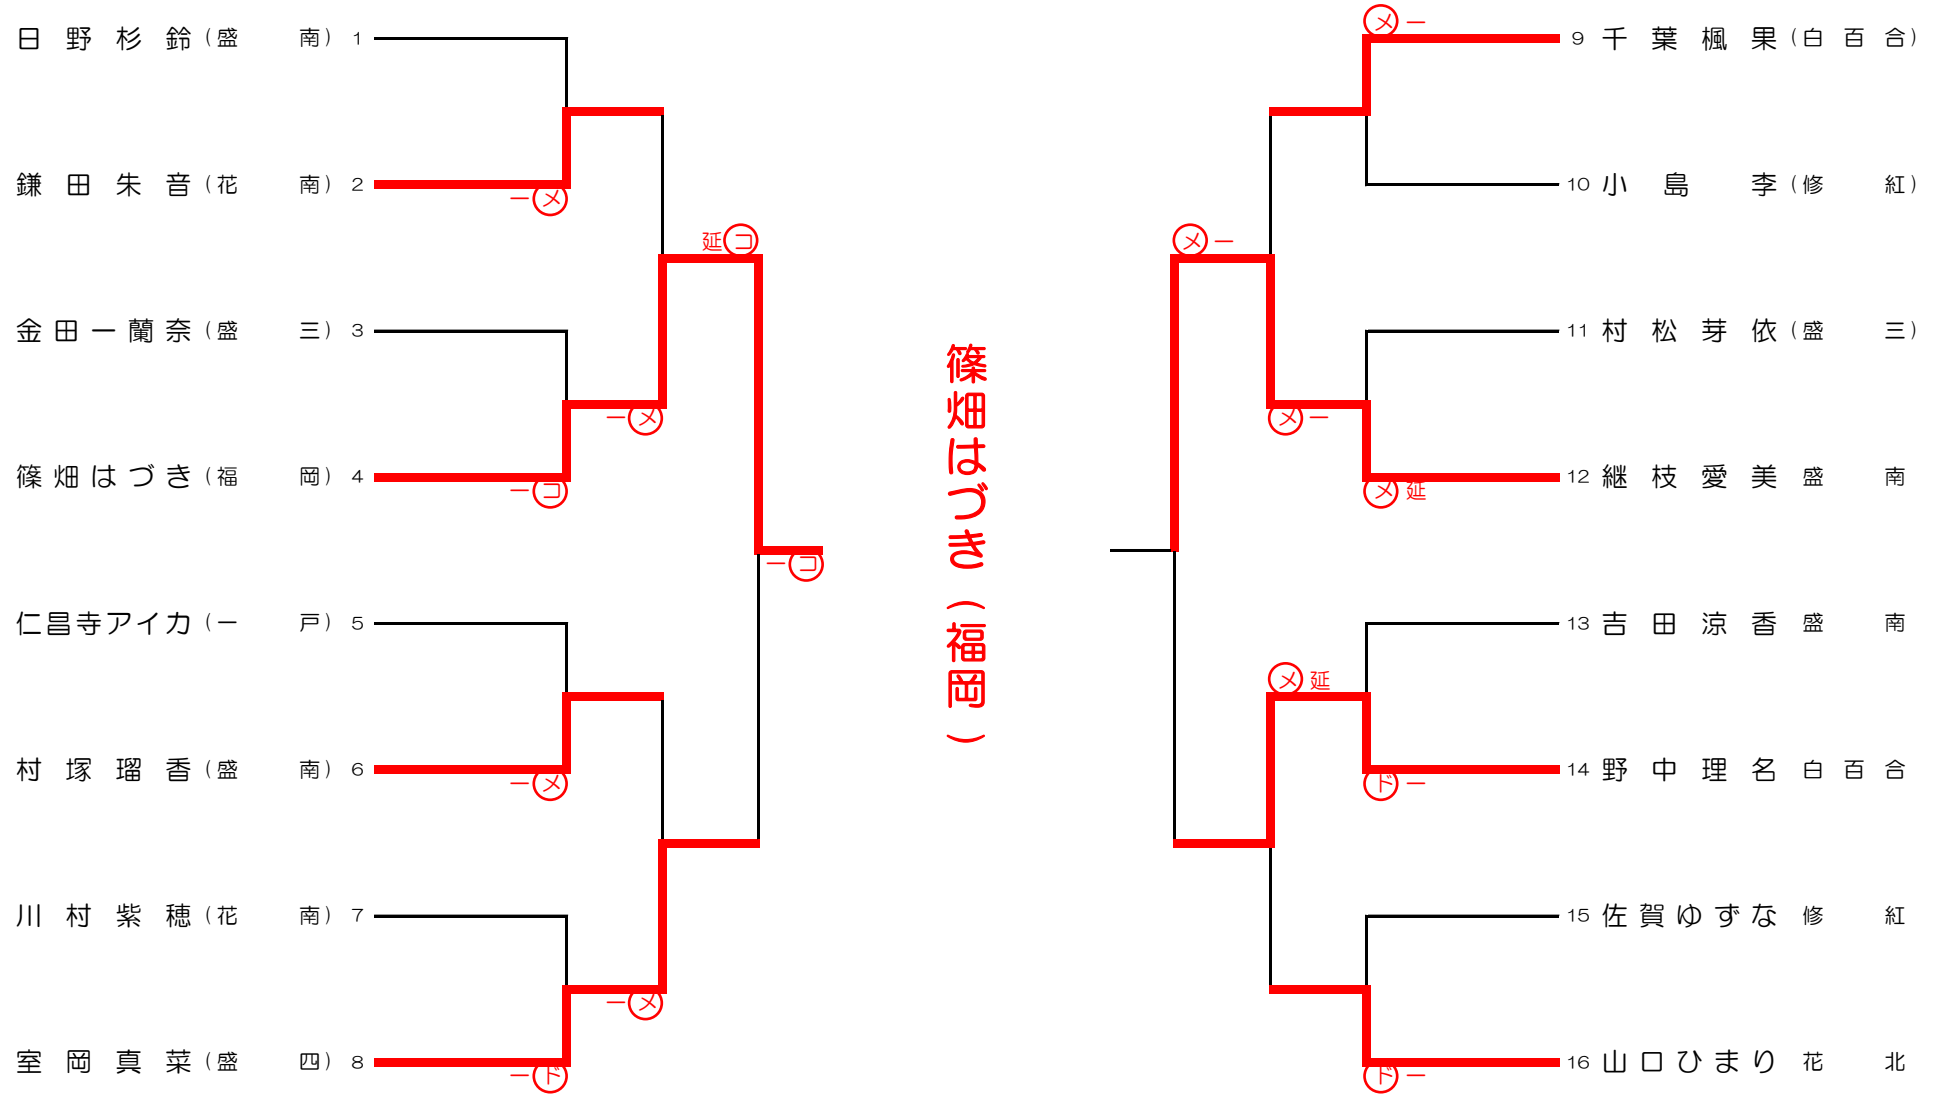 日野杉鈴(盛南) 1
一メ
鎌田朱音(花南) 2
延コ
金田一蘭奈(盛三) 3
一メ
篠畑はづき(福岡) 4
一コ
一コ
仁昌寺アイカ(一戸) 5
村塚瑠香(盛南) 6
一メ
川村紫穂(花南) 7
一メ
室岡真菜(盛四) 8
一ド
篠畑はづき(福岡)
メ一
9 千葉楓果(白百合)
10 小島李(修紅)
メ一
11 村松芽依(盛三)
メ一
12 継枝愛美 盛南
メ延
13 吉田涼香 盛南
メ延
14 野中理名 白百合
ド一
15 佐賀ゆずな 修紅
16 山口ひまり 花北
ド一